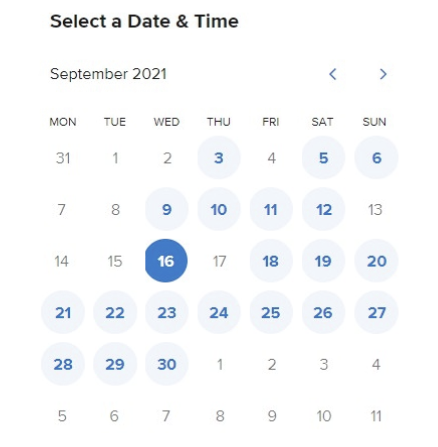 Select a Date & Time
September 2021
MON TUE WED THU FRI SAT SUN
31 1 2 3 4 5 6
7 8 9 10 11 12 13
14 15 16 17 18 19 20
21 22 23 24 25 26 27
28 29 30 1 2 3 4
5 6 7 8 9 10 11